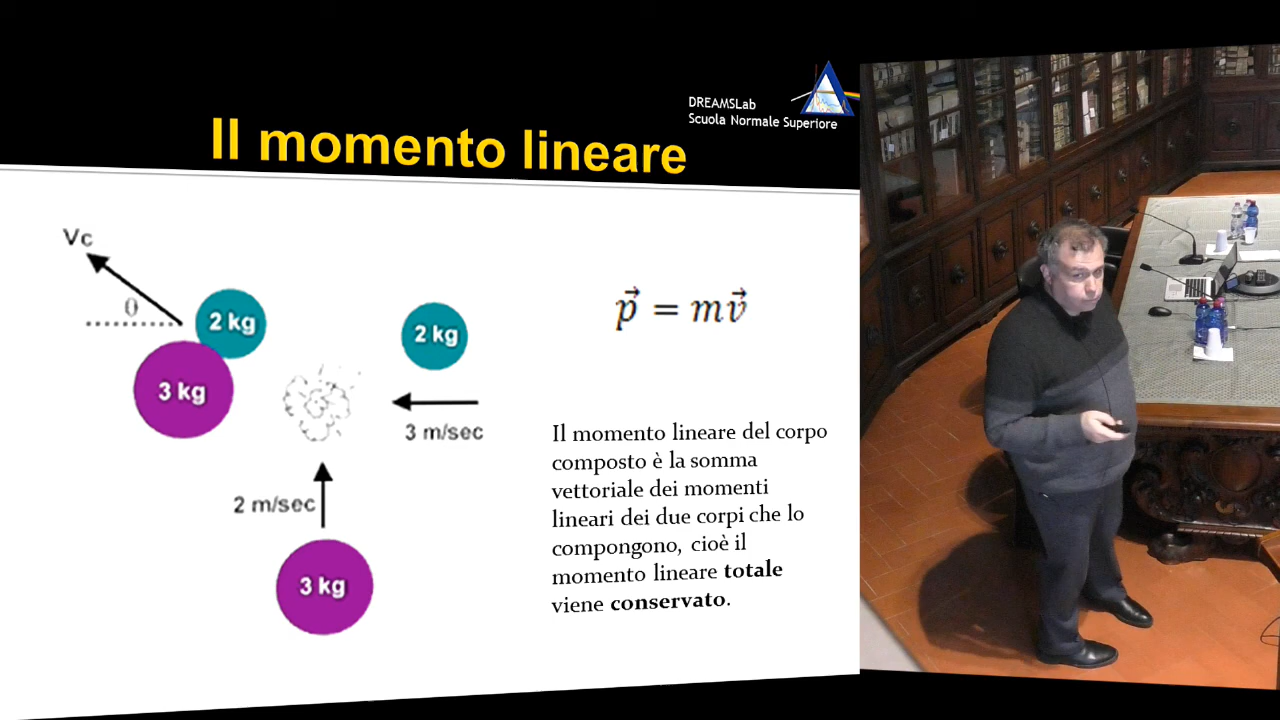 DREAMSLab
Scuola Normale Superiore
Il momento lineare
Vc
θ
2 kg
3 kg
2 kg
3 m/sec
2 m/sec
3 kg
p⃗ = mv⃗
Il momento lineare del corpo
composto è la somma
vettoriale dei momenti
lineari dei due corpi che lo
compongono, cioè il
momento lineare totale
viene conservato.